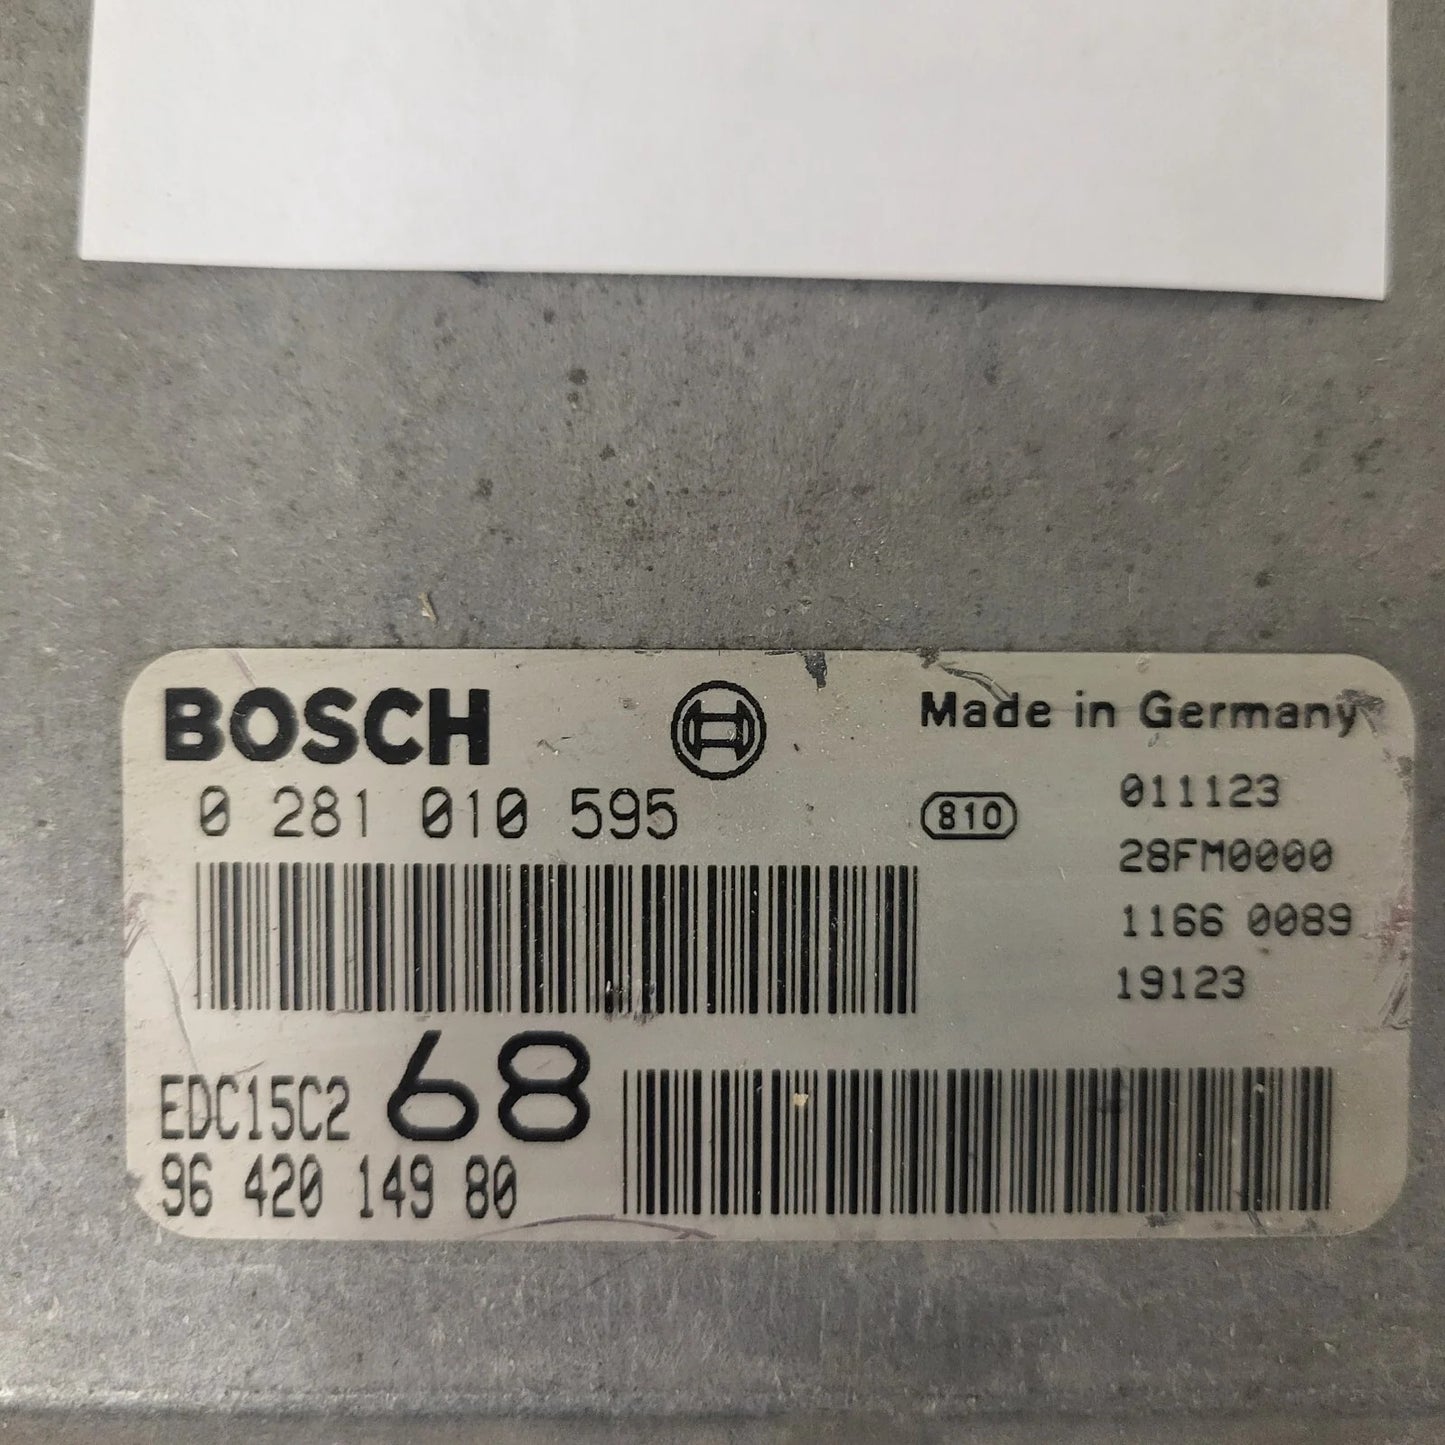 BOSCH
Made in Germany
0 281 010 595
810
011123
28FM0000
1166 0089
19123
EDC15C2 68
96 420 149 80